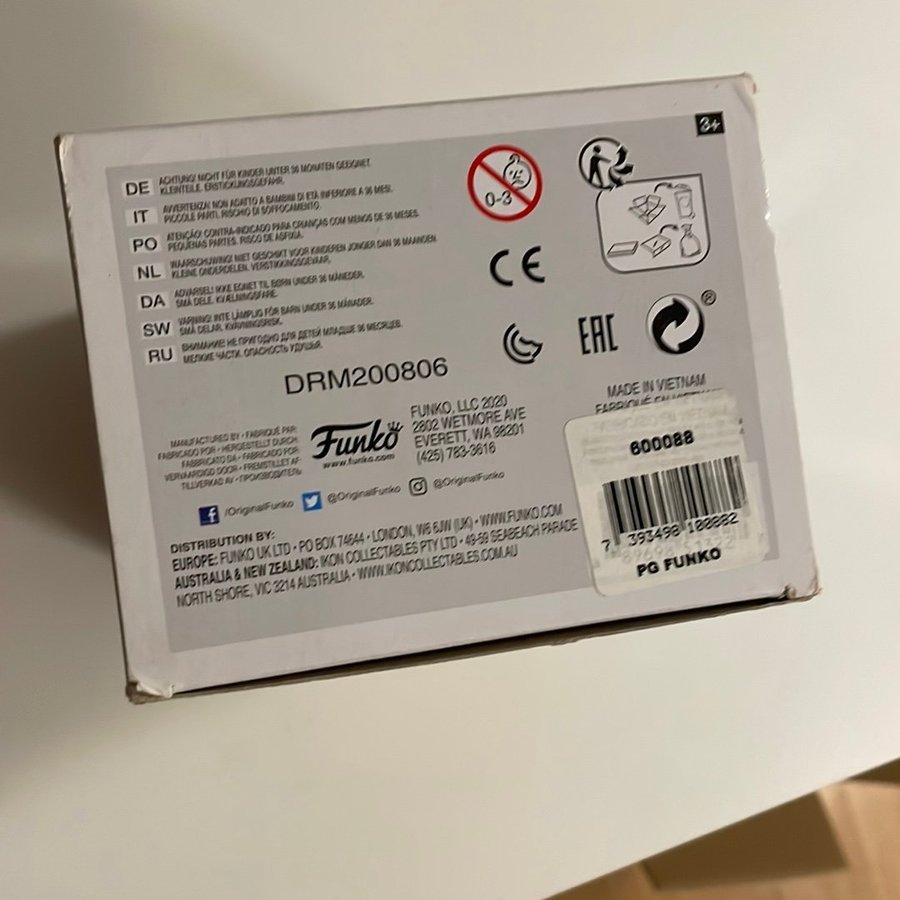 3+
DE ACHTUNG! NICHT FÜR KINDER UNTER 36 MONATEN GEEIGNET.
KLEINTEILE. ERSTICKUNGSGEFAHR.
IT AVVERTENZA! NON ADATTO A BAMBINI DI ETÀ INFERIORE A 36 MESI.
PICCOLE PARTI. RISCHIO DI SOFFOCAMENTO.
PO ATENÇÃO: CONTRA-INDICADO PARA CRIANÇAS COM MENOS DE 36 MESES.
PEQUENAS PARTES. RISCO DE ASFIXIA.
NL WAARSCHUWING! NIET GESCHIKT VOOR KINDEREN JONGER DAN 36 MAANDEN.
KLEINE ONDERDELEN. VERSTIKKINGSGEVAAR.
DA ADVARSEL! IKKE EGNET TIL BØRN UNDER 36 MÅNEDER.
SMÅ DELE. KVÆLNINGSFARE.
SW VARNING! INTE LÄMPLIG FÖR BARN UNDER 36 MÅNADER.
SMÅ DELAR. KVÄVNINGSRISK.
RU ВНИМАНИЕ! НЕ ПРИГОДНО ДЛЯ ДЕТЕЙ МЛАДШЕ 36 МЕСЯЦЕВ.
МЕЛКИЕ ЧАСТИ. ОПАСНОСТЬ УДУШЬЯ.
0-3
CE
EAC
®
DRM200806
MADE IN VIETNAM
FABRIQUÉ EN
MANUFACTURED BY • FABRIQUÉ PAR:
FABRICADO POR • HERGESTELLT DURCH:
FABBRICATO DA • FABRICADO POR:
VERVAARDIGD DOOR • FREMSTILLET AF:
TILLVERKAD AV • ПРОИЗВОДИТЕЛЬ:
Funko
www.funko.com
FUNKO, LLC 2020
2802 WETMORE AVE
EVERETT, WA 98201
(425) 783-3616
/OriginalFunko @OriginalFunko @OriginalFunko
DISTRIBUTION BY:
EUROPE: FUNKO UK LTD • PO BOX 74644 • LONDON, W6 6JW (UK) • WWW.FUNKO.COM
AUSTRALIA & NEW ZEALAND: IKON COLLECTABLES PTY LTD • 49-59 SEABEACH PARADE
NORTH SHORE, VIC 3214 AUSTRALIA • WWW.IKONCOLLECTABLES.COM.AU
600088
7 393498 100882
PG FUNKO